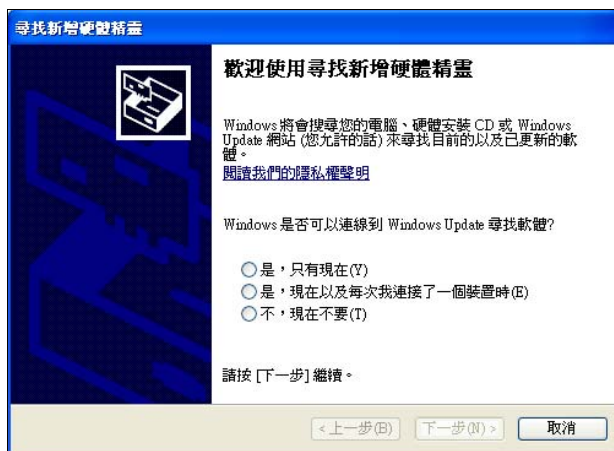 尋找新增硬體精靈
歡迎使用尋找新增硬體精靈
Windows 將會搜尋您的電腦、硬體安裝 CD 或 Windows
Update 網站 (您允許的話) 來尋找目前的以及已更新的軟
體。
閱讀我們的隱私權聲明
Windows 是否可以連線到 Windows Update 尋找軟體?
是，只有現在(Y)
是，現在以及每次我連接了一個裝置時(E)
不，現在不要(T)
請按 [下一步] 繼續。
< 上一步(B)
下一步(N) >
取消